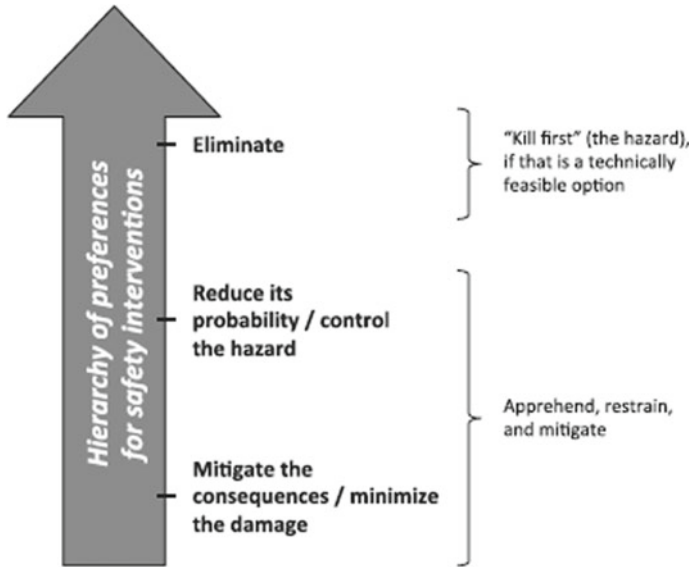 Hierarchy of preferences
for safety interventions
Eliminate
"Kill first" (the hazard),
if that is a technically
feasible option
Reduce its
probability / control
the hazard
Apprehend, restrain,
and mitigate
Mitigate the
consequences / minimize
the damage